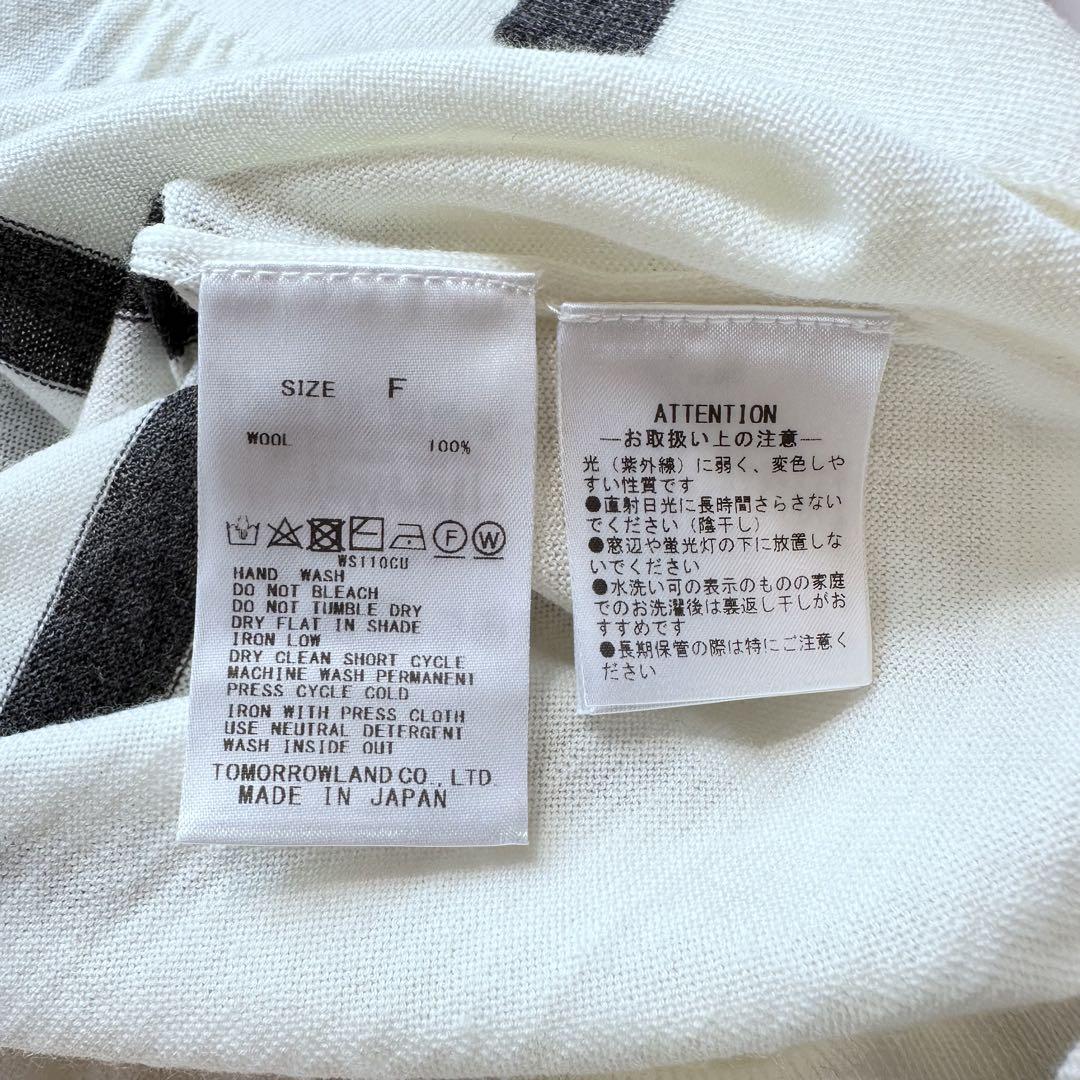 SIZE F
WOOL 100%
F W
WS110CU
HAND WASH
DO NOT BLEACH
DO NOT TUMBLE DRY
DRY FLAT IN SHADE
IRON LOW
DRY CLEAN SHORT CYCLE
MACHINE WASH PERMANENT
PRESS CYCLE COLD
IRON WITH PRESS CLOTH
USE NEUTRAL DETERGENT
WASH INSIDE OUT
TOMORROWLAND CO., LTD.
MADE IN JAPAN
ATTENTION
―お取扱い上の注意―
光（紫外線）に弱く、変色しや
すい性質です
●直射日光に長時間さらさない
でください（陰干し）
●窓辺や蛍光灯の下に放置しな
いでください
●水洗い可の表示のものの家庭
でのお洗濯後は裏返し干しがお
すすめです
●長期保管の際は特にご注意く
ださい